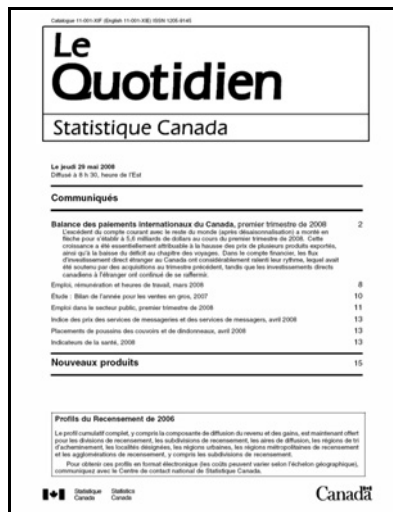 Catalogue 11-001-XIF (English 11-001-XIE) ISSN 1205-9145
Le
Quotidien
Statistique Canada
Le jeudi 29 mai 2008
Diffusé à 8 h 30, heure de l'Est
Communiqués
Balance des paiements internationaux du Canada, premier trimestre de 2008 2
L'excédent du compte courant avec le reste du monde (après désaisonnalisation) a monté en
flèche pour s'établir à 5,6 milliards de dollars au cours du premier trimestre de 2008. Cette
croissance a été essentiellement attribuable à la hausse des prix de plusieurs produits exportés,
ainsi qu'à la baisse du déficit au chapitre des voyages. Dans le compte financier, les flux
d'investissement direct étranger au Canada ont considérablement ralenti leur rythme, lequel avait
été soutenu par des acquisitions au trimestre précédent, tandis que les investissements directs
canadiens à l'étranger ont continué de se raffermir.
Emploi, rémunération et heures de travail, mars 2008 8
Étude : Bilan de l'année pour les ventes en gros, 2007 10
Emploi dans le secteur public, premier trimestre de 2008 11
Indice des prix des services de messageries et des services de messagers, avril 2008 13
Placements de poussins des couvoirs et de dindonneaux, avril 2008 13
Indicateurs de la santé, 2008 13
Nouveaux produits 15
Profils du Recensement de 2006
Le profil cumulatif complet, y compris la composante de diffusion du revenu et des gains, est maintenant offert
pour les divisions de recensement, les subdivisions de recensement, les aires de diffusion, les régions de tri
d'acheminement, les localités désignées, les régions urbaines, les régions métropolitaines de recensement
et les agglomérations de recensement, y compris les subdivisions de recensement.
Pour obtenir ces profils en format électronique (les coûts peuvent varier selon l'échelon géographique),
communiquez avec le Centre de contact national de Statistique Canada.
Statistique Statistics
Canada Canada
Canada